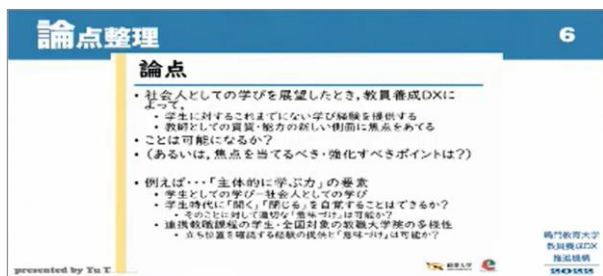 論点整理
6
論点
・社会人としての学びを展望したとき，教員養成DXに
よって，
・学生に対するこれまでにない学び経験を提供する
・教師としての資質・能力の新しい側面に焦点をあてる
・ことは可能になるか？
・（あるいは，焦点を当てるべき・強化すべきポイントは？）
・例えば・・・「主体的に学ぶ力」の要素
・学生としての学び－社会人としての学び
・学生時代に「開く」「閉じる」を自覚することはできるか？
・そのことに対して適切な「意味づけ」は可能か？
・連携教職課程の学生・全国対象の教職大学院の多様性
・立ち位置を確認する経験の提供と「意味づけ」は可能か？
鳴門教育大学
教員養成DX
推進機構
presented by Yu T